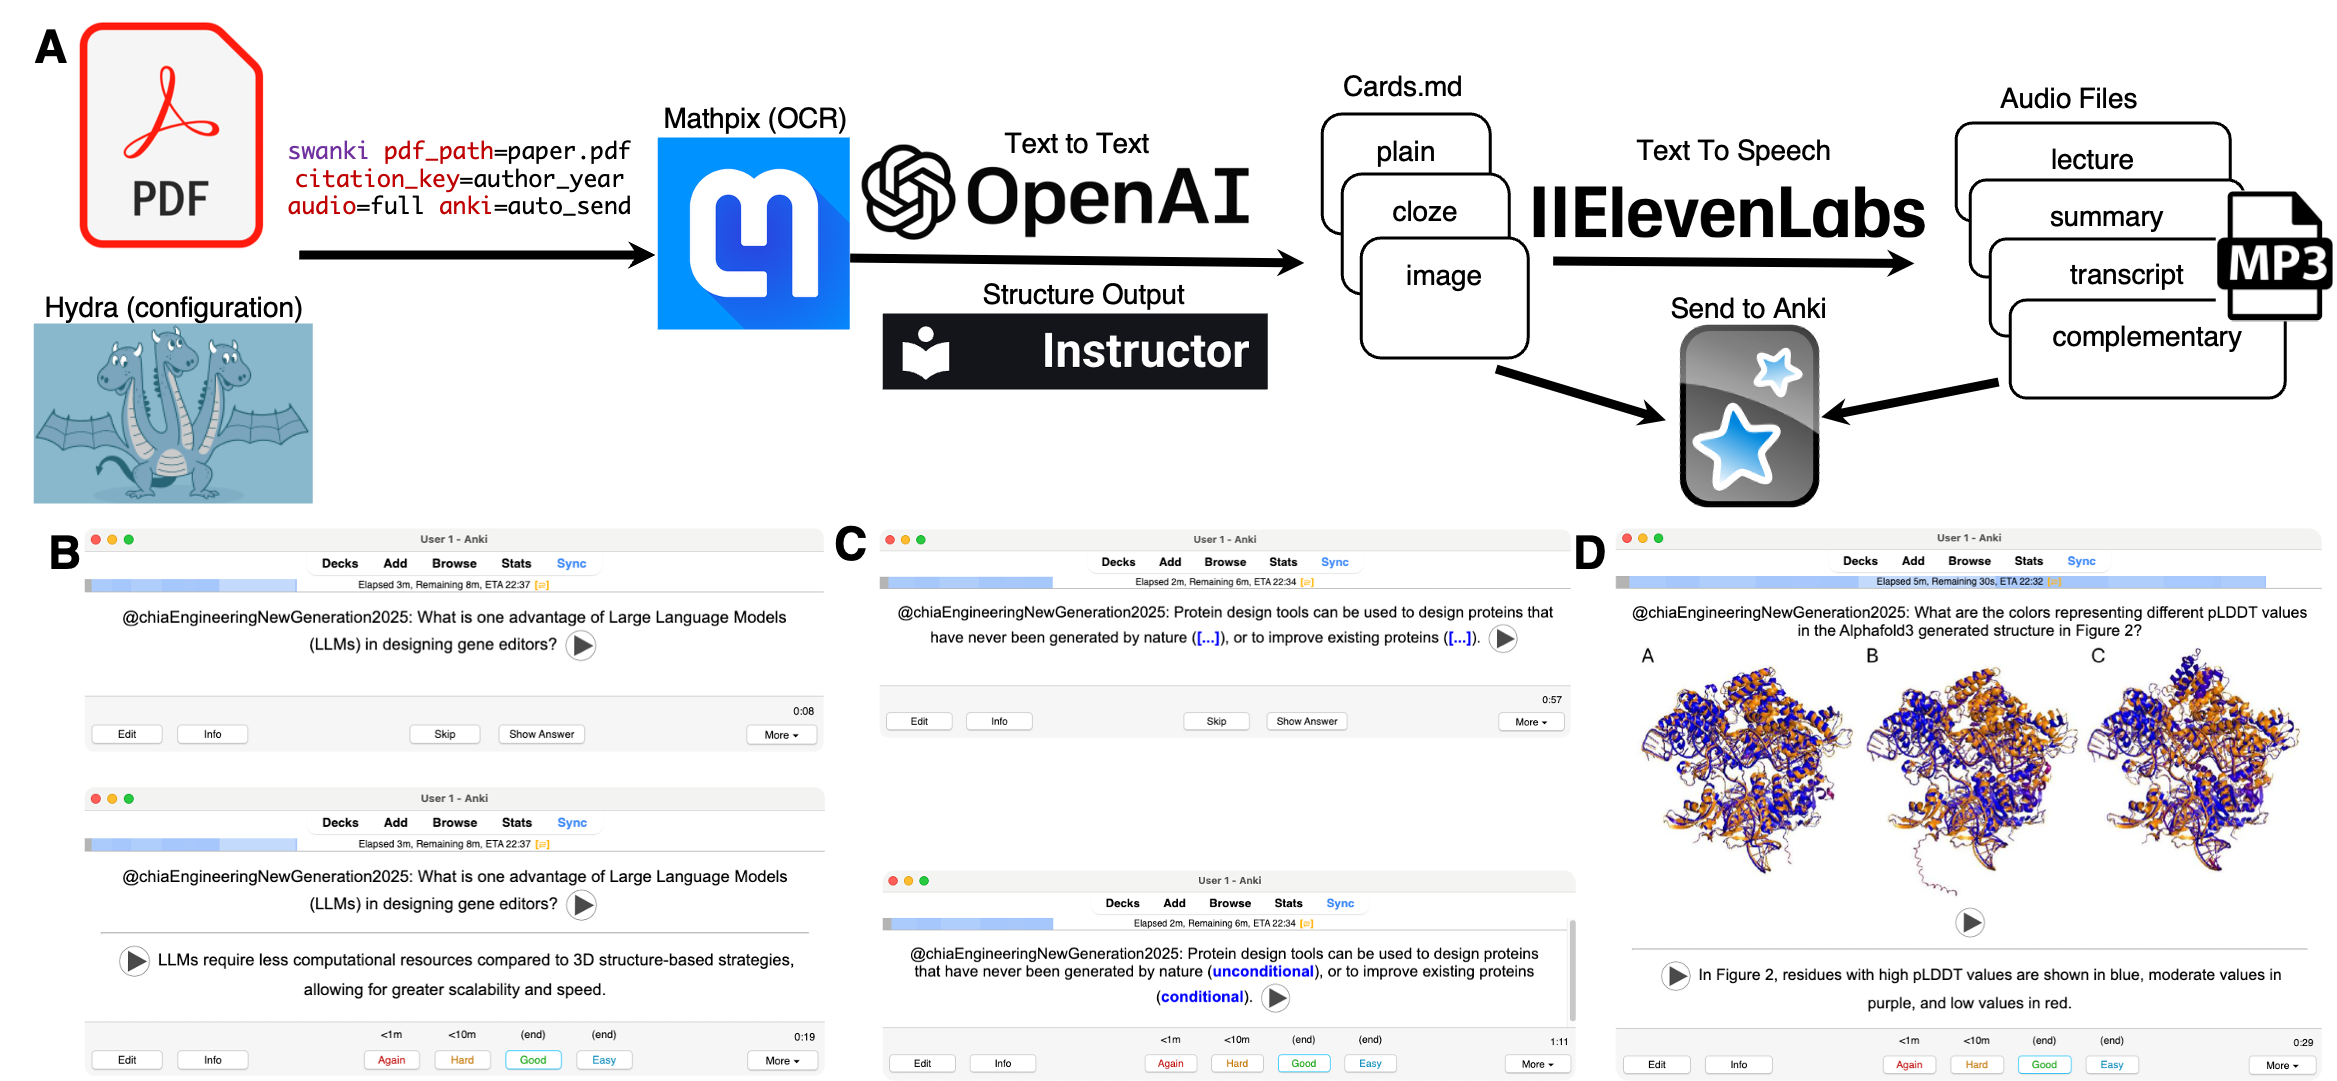 A
PDF
swanki pdf_path=paper.pdf
citation_key=author_year
audio=full anki=auto_send
Hydra (configuration)
Mathpix (OCR)
Text to Text
OpenAI
Structure Output
Instructor
Cards.md
plain
cloze
image
Text To Speech
IIElevenLabs
Send to Anki
Audio Files
lecture
summary
transcript
complementary
MP3
B
User 1 - Anki
Decks Add Browse Stats Sync
Elapsed 3m, Remaining 8m, ETA 22:37
@chiaEngineeringNewGeneration2025: What is one advantage of Large Language Models
(LLMs) in designing gene editors?
0:08
Edit Info Skip Show Answer More
User 1 - Anki
Decks Add Browse Stats Sync
Elapsed 3m, Remaining 8m, ETA 22:37
@chiaEngineeringNewGeneration2025: What is one advantage of Large Language Models
(LLMs) in designing gene editors?
LLMs require less computational resources compared to 3D structure-based strategies,
allowing for greater scalability and speed.
<1m <10m (end) (end) 0:19
Edit Info Again Hard Good Easy More
C
User 1 - Anki
Decks Add Browse Stats Sync
Elapsed 2m, Remaining 6m, ETA 22:34
@chiaEngineeringNewGeneration2025: Protein design tools can be used to design proteins that
have never been generated by nature ([...]), or to improve existing proteins ([...]).
0:57
Edit Info Skip Show Answer More
User 1 - Anki
Decks Add Browse Stats Sync
Elapsed 2m, Remaining 6m, ETA 22:34
@chiaEngineeringNewGeneration2025: Protein design tools can be used to design proteins
that have never been generated by nature (unconditional), or to improve existing proteins
(conditional).
<1m <10m (end) (end) 1:11
Edit Info Again Hard Good Easy More
D
User 1 - Anki
Decks Add Browse Stats Sync
Elapsed 5m, Remaining 30s, ETA 22:32
@chiaEngineeringNewGeneration2025: What are the colors representing different pLDDT values
in the Alphafold3 generated structure in Figure 2?
A B C
In Figure 2, residues with high pLDDT values are shown in blue, moderate values in
purple, and low values in red.
<1m <10m (end) (end) 0:29
Edit Info Again Hard Good Easy More